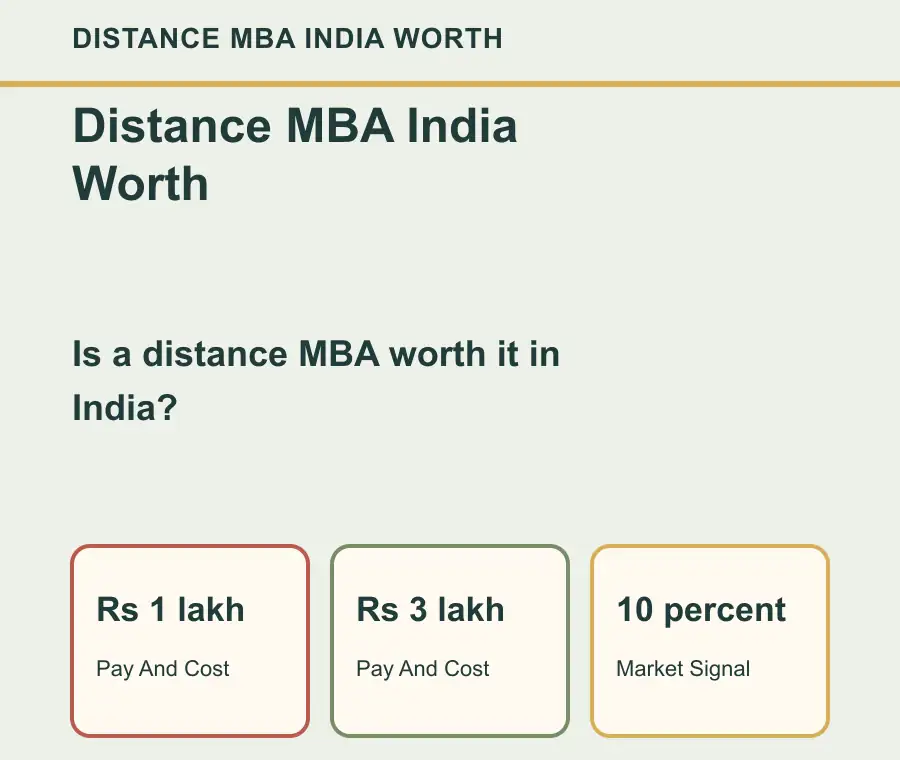 DISTANCE MBA INDIA WORTH
Distance MBA India
Worth
Is a distance MBA worth it in
India?
Rs 1 lakh
Pay And Cost
Rs 3 lakh
Pay And Cost
10 percent
Market Signal